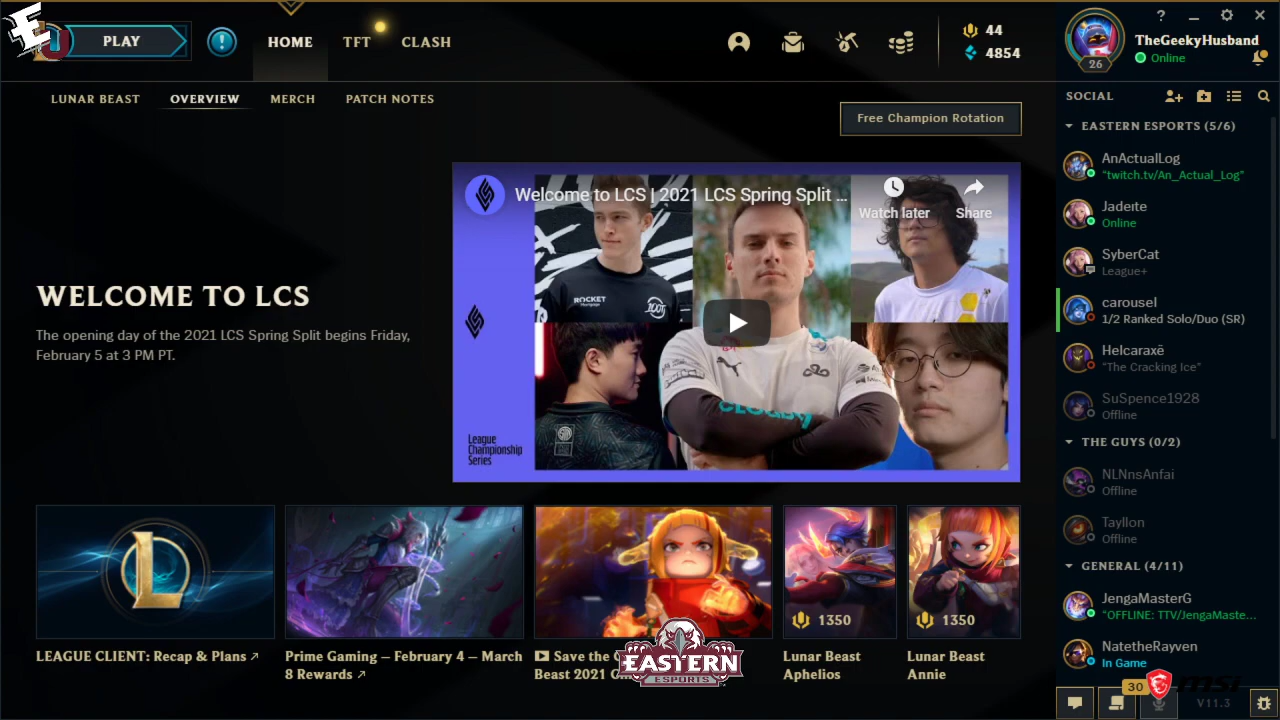 PLAY
HOME
TFT
CLASH
44
4854
26
TheGeekyHusband
Online
LUNAR BEAST
OVERVIEW
MERCH
PATCH NOTES
Free Champion Rotation
Welcome to LCS | 2021 LCS Spring Split ...
Watch later
Share
ROCKET
Mortgage
100T
CLOUD9
League
Championship
Series
WELCOME TO LCS
The opening day of the 2021 LCS Spring Split begins Friday,
February 5 at 3 PM PT.
LEAGUE CLIENT: Recap & Plans
Prime Gaming – February 4 – March
8 Rewards
Save the
Beast 2021
1350
Lunar Beast
Aphelios
1350
Lunar Beast
Annie
EASTERN
ESPORTS
SOCIAL
EASTERN ESPORTS (5/6)
AnActualLog
"twitch.tv/An_Actual_Log"
Jadeıte
Online
SyberCat
League+
carousel
1/2 Ranked Solo/Duo (SR)
Helcaraxë
"The Cracking Ice"
SuSpence1928
Offline
THE GUYS (0/2)
NLNnsAnfai
Offline
Tayllon
Offline
GENERAL (4/11)
JengaMasterG
"OFFLINE: TTV/JengaMaste...
NatetheRayven
In Game
30
msi
V11.3